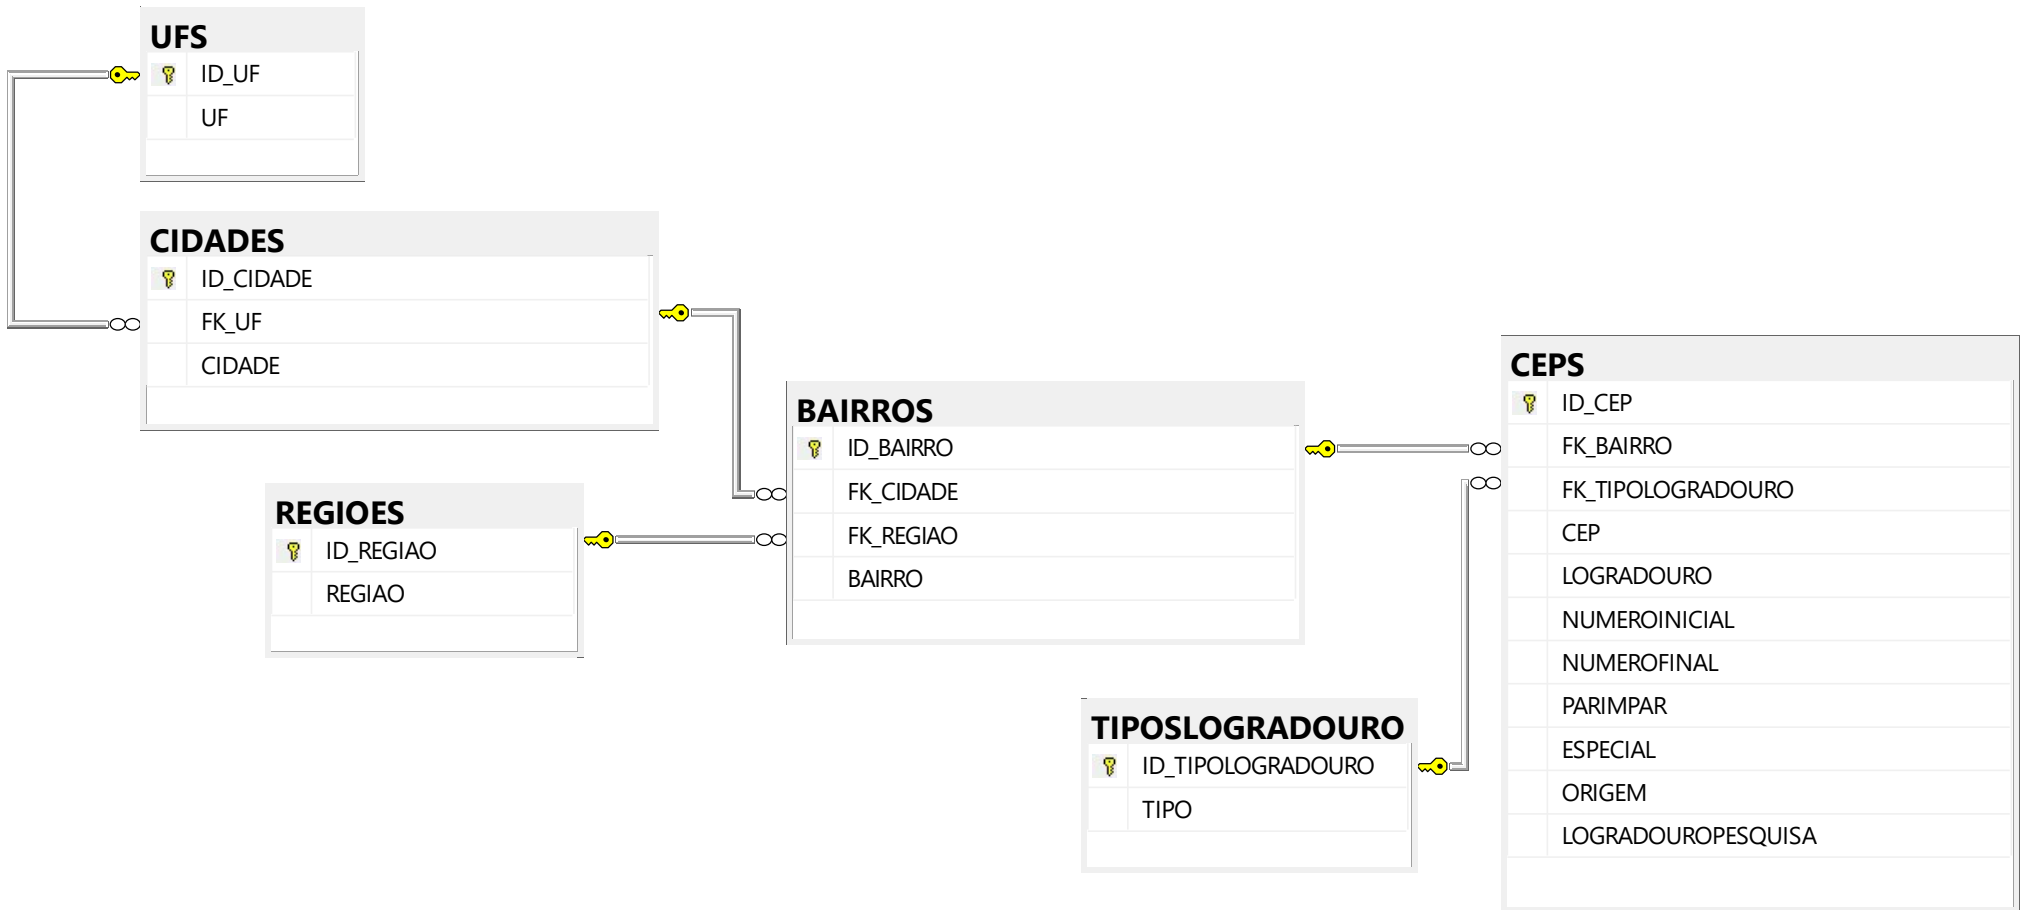 UFS
ID_UF
UF
CIDADES
ID_CIDADE
FK_UF
CIDADE
REGIOES
ID_REGIAO
REGIAO
BAIRROS
ID_BAIRRO
FK_CIDADE
FK_REGIAO
BAIRRO
TIPOSLOGRADOURO
ID_TIPOLOGRADOURO
TIPO
CEPS
ID_CEP
FK_BAIRRO
FK_TIPOLOGRADOURO
CEP
LOGRADOURO
NUMEROINICIAL
NUMEROFINAL
PARIMPAR
ESPECIAL
ORIGEM
LOGRADOUROPESQUISA